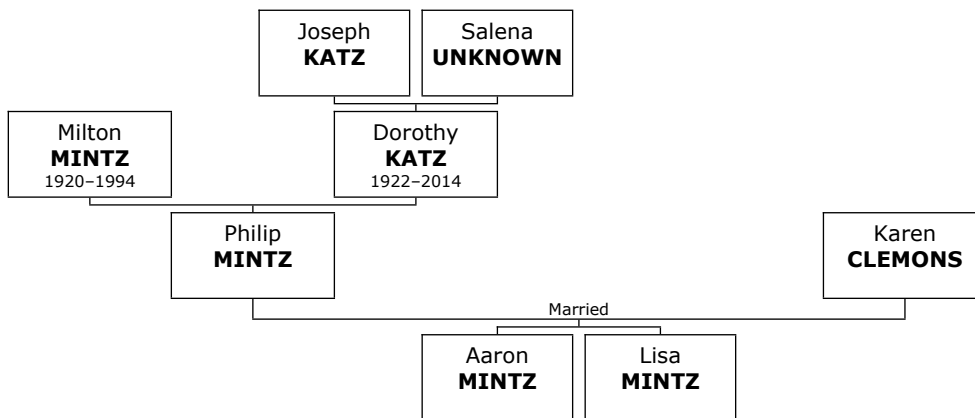 Joseph
KATZ
Salena
UNKNOWN
Milton
MINTZ
1920–1994
Dorothy
KATZ
1922–2014
Philip
MINTZ
Karen
CLEMONS
Married
Aaron
MINTZ
Lisa
MINTZ